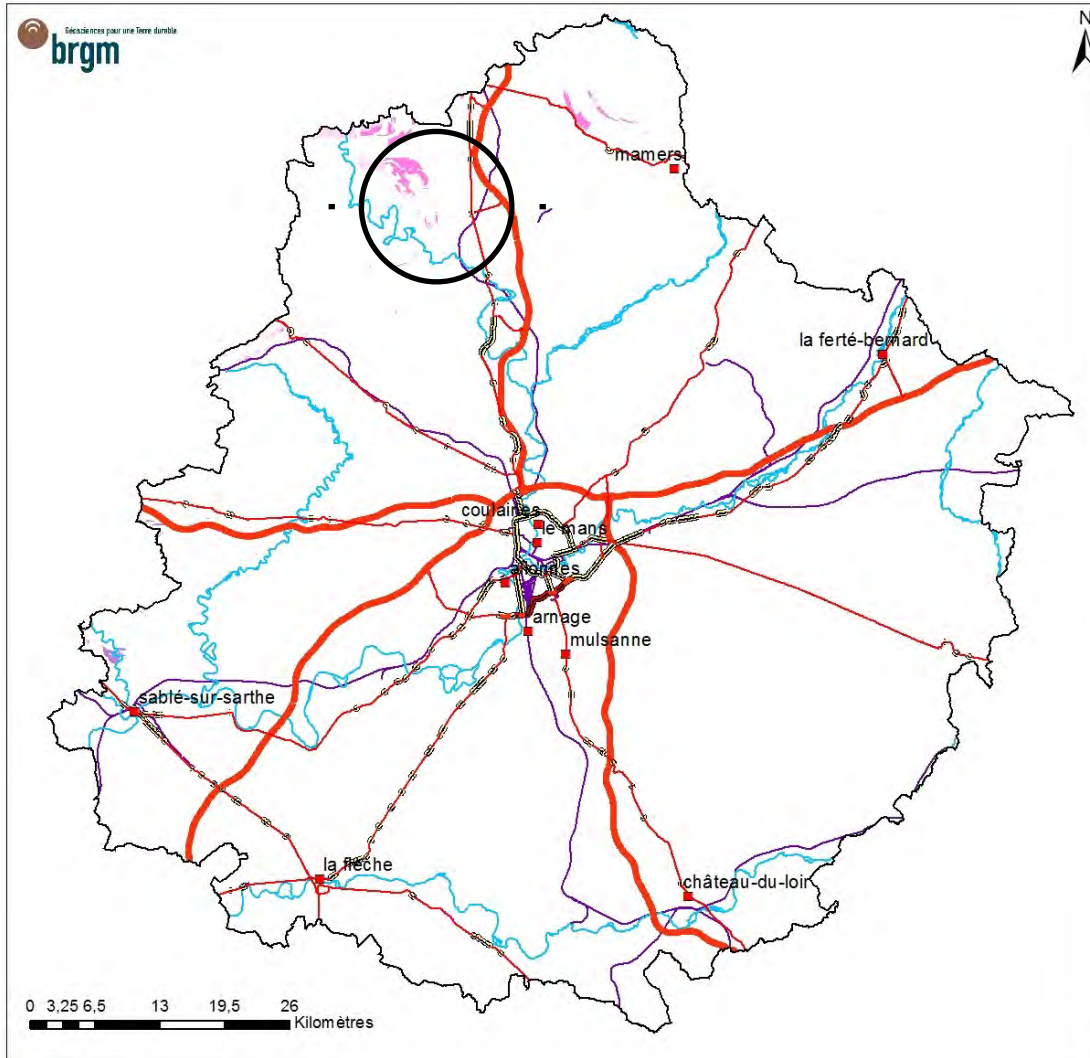 Géosciences pour une Terre durable
brgm
N
mamers
la ferté-bernard
coulaines
le mans
allonnes
arnage
mulsanne
sablé-sur-sarthe
la flèche
château-du-loir
0 3,25 6,5 13 19,5 26
Kilomètres